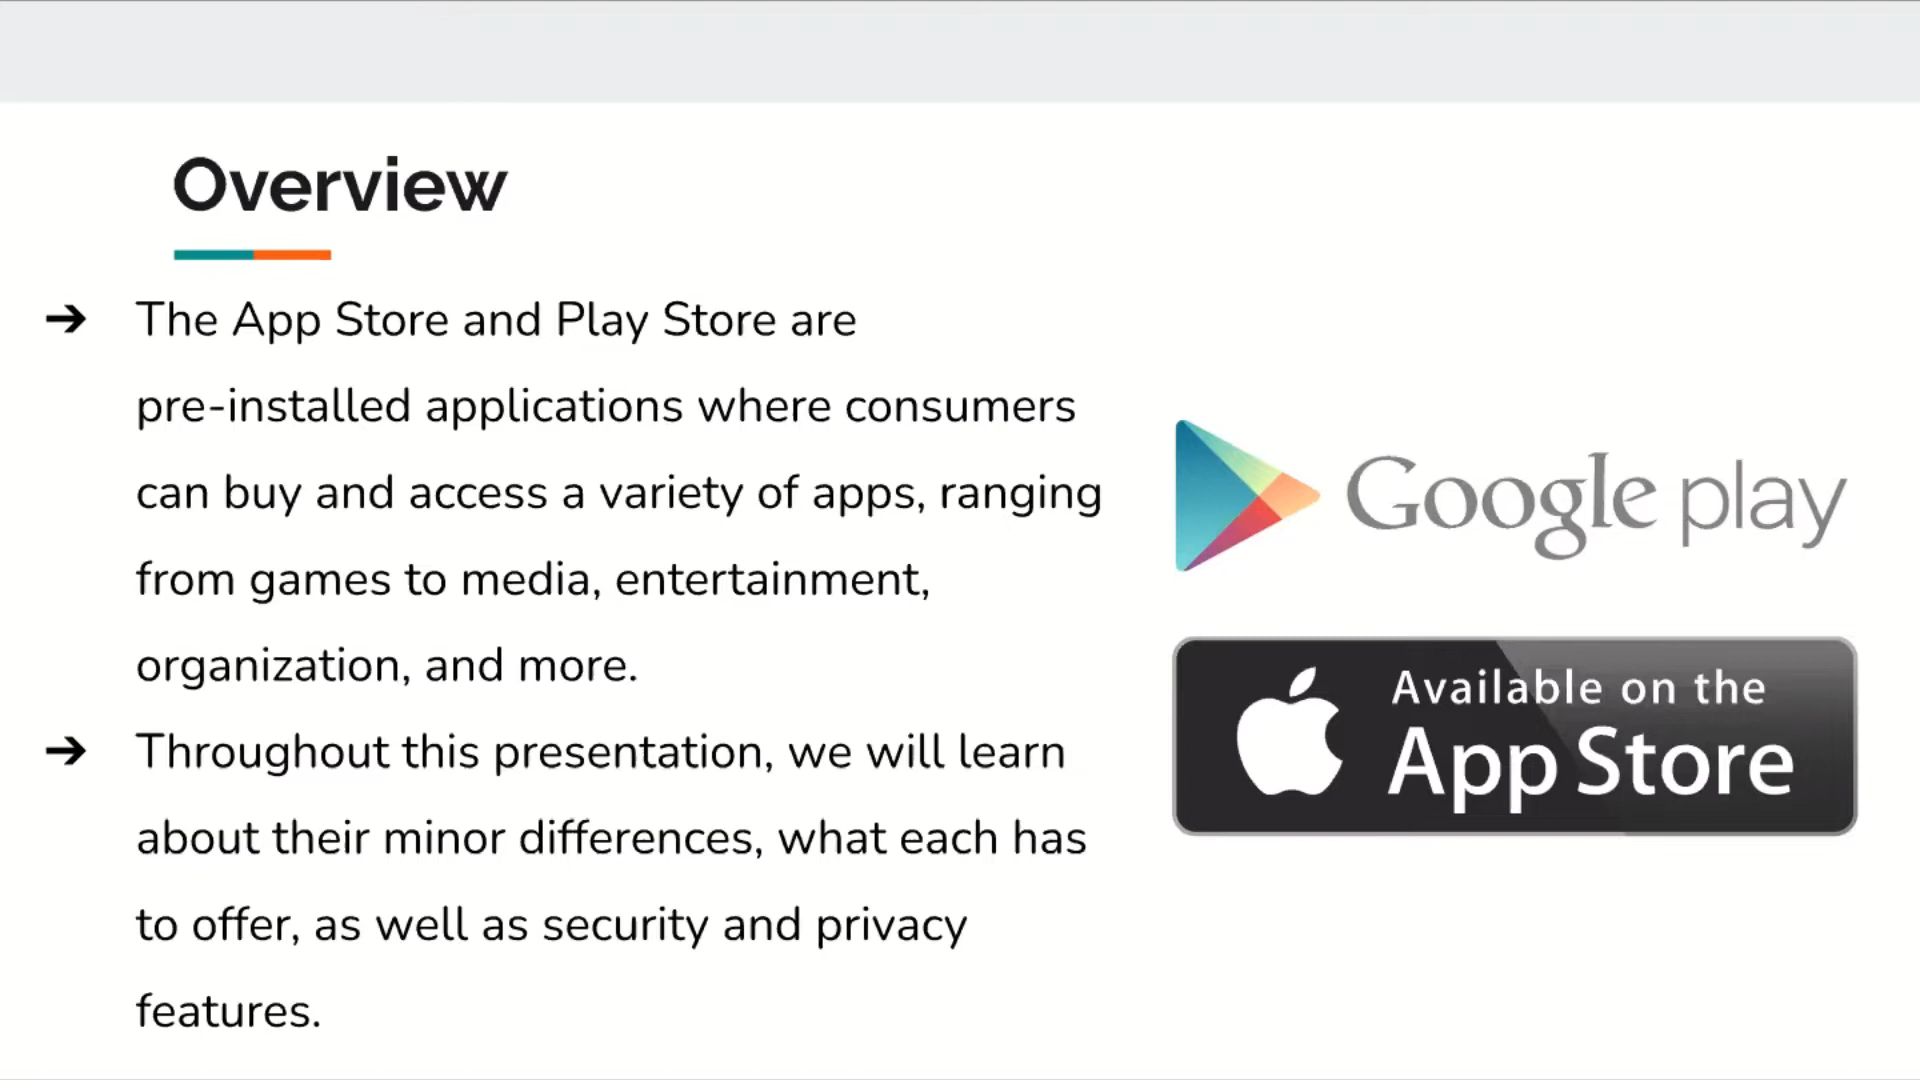 Overview
➔ The App Store and Play Store are
pre-installed applications where consumers
can buy and access a variety of apps, ranging
from games to media, entertainment,
organization, and more.
➔ Throughout this presentation, we will learn
about their minor differences, what each has
to offer, as well as security and privacy
features.
Google play
Available on the
App Store